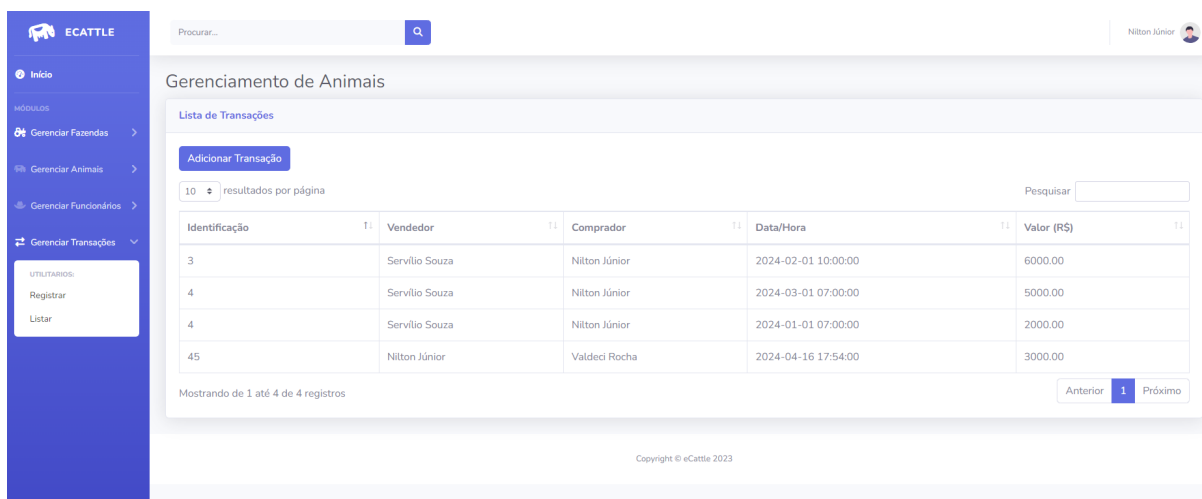 ECATTLE
Procurar...
Nilton Júnior
Início
MÓDULOS
Gerenciar Fazendas
Gerenciar Animais
Gerenciar Funcionários
Gerenciar Transações
UTILITARIOS:
Registrar
Listar
Gerenciamento de Animais
Lista de Transações
Adicionar Transação
10 resultados por página
Pesquisar
Identificação Vendedor Comprador Data/Hora Valor (R$)
3 Servílio Souza Nilton Júnior 2024-02-01 10:00:00 6000.00
4 Servílio Souza Nilton Júnior 2024-03-01 07:00:00 5000.00
4 Servílio Souza Nilton Júnior 2024-01-01 07:00:00 2000.00
45 Nilton Júnior Valdeci Rocha 2024-04-16 17:54:00 3000.00
Mostrando de 1 até 4 de 4 registros
Anterior 1 Próximo
Copyright © eCattle 2023